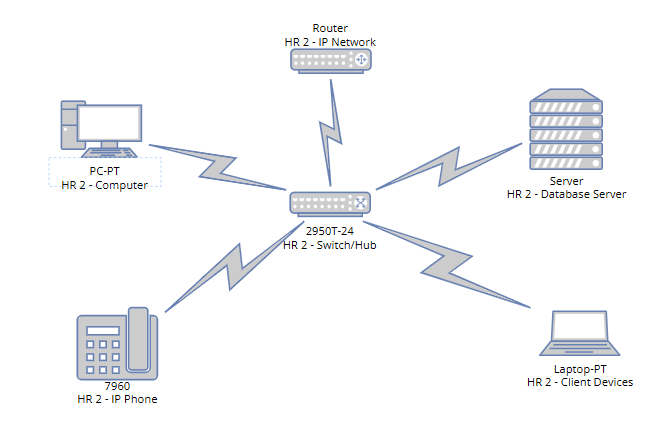 Router
HR 2 - IP Network
PC-PT
HR 2 - Computer
Server
HR 2 - Database Server
2950T-24
HR 2 - Switch/Hub
7960
HR 2 - IP Phone
Laptop-PT
HR 2 - Client Devices